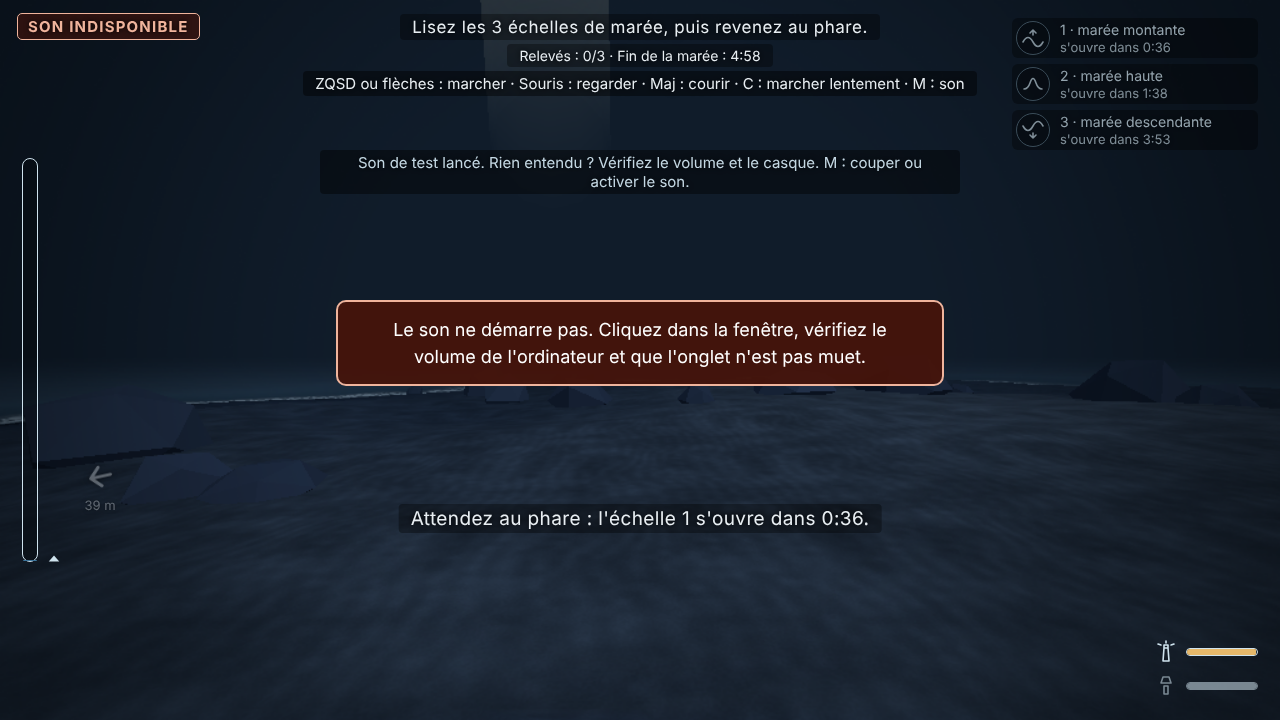 SON INDISPONIBLE
Lisez les 3 échelles de marée, puis revenez au phare.
Relevés : 0/3 · Fin de la marée : 4:58
ZQSD ou flèches : marcher · Souris : regarder · Maj : courir · C : marcher lentement · M : son
1 · marée montante
s'ouvre dans 0:36
2 · marée haute
s'ouvre dans 1:38
3 · marée descendante
s'ouvre dans 3:53
Son de test lancé. Rien entendu ? Vérifiez le volume et le casque. M : couper ou
activer le son.
Le son ne démarre pas. Cliquez dans la fenêtre, vérifiez le
volume de l'ordinateur et que l'onglet n'est pas muet.
39 m
Attendez au phare : l'échelle 1 s'ouvre dans 0:36.